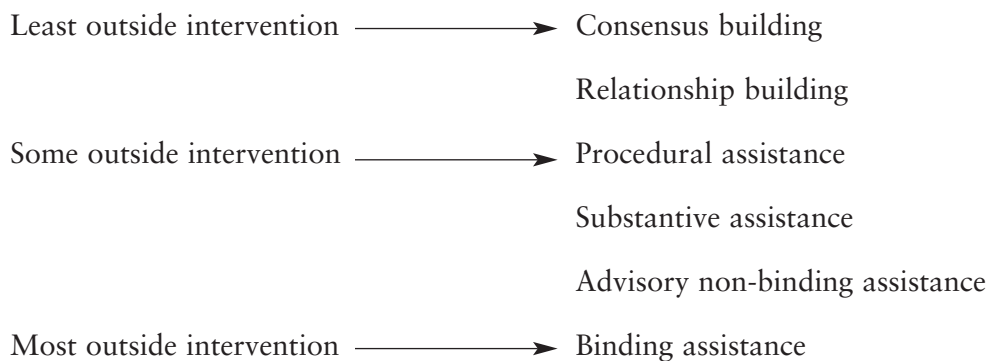 Least outside intervention Consensus building
Relationship building
Some outside intervention Procedural assistance
Substantive assistance
Advisory non-binding assistance
Most outside intervention Binding assistance